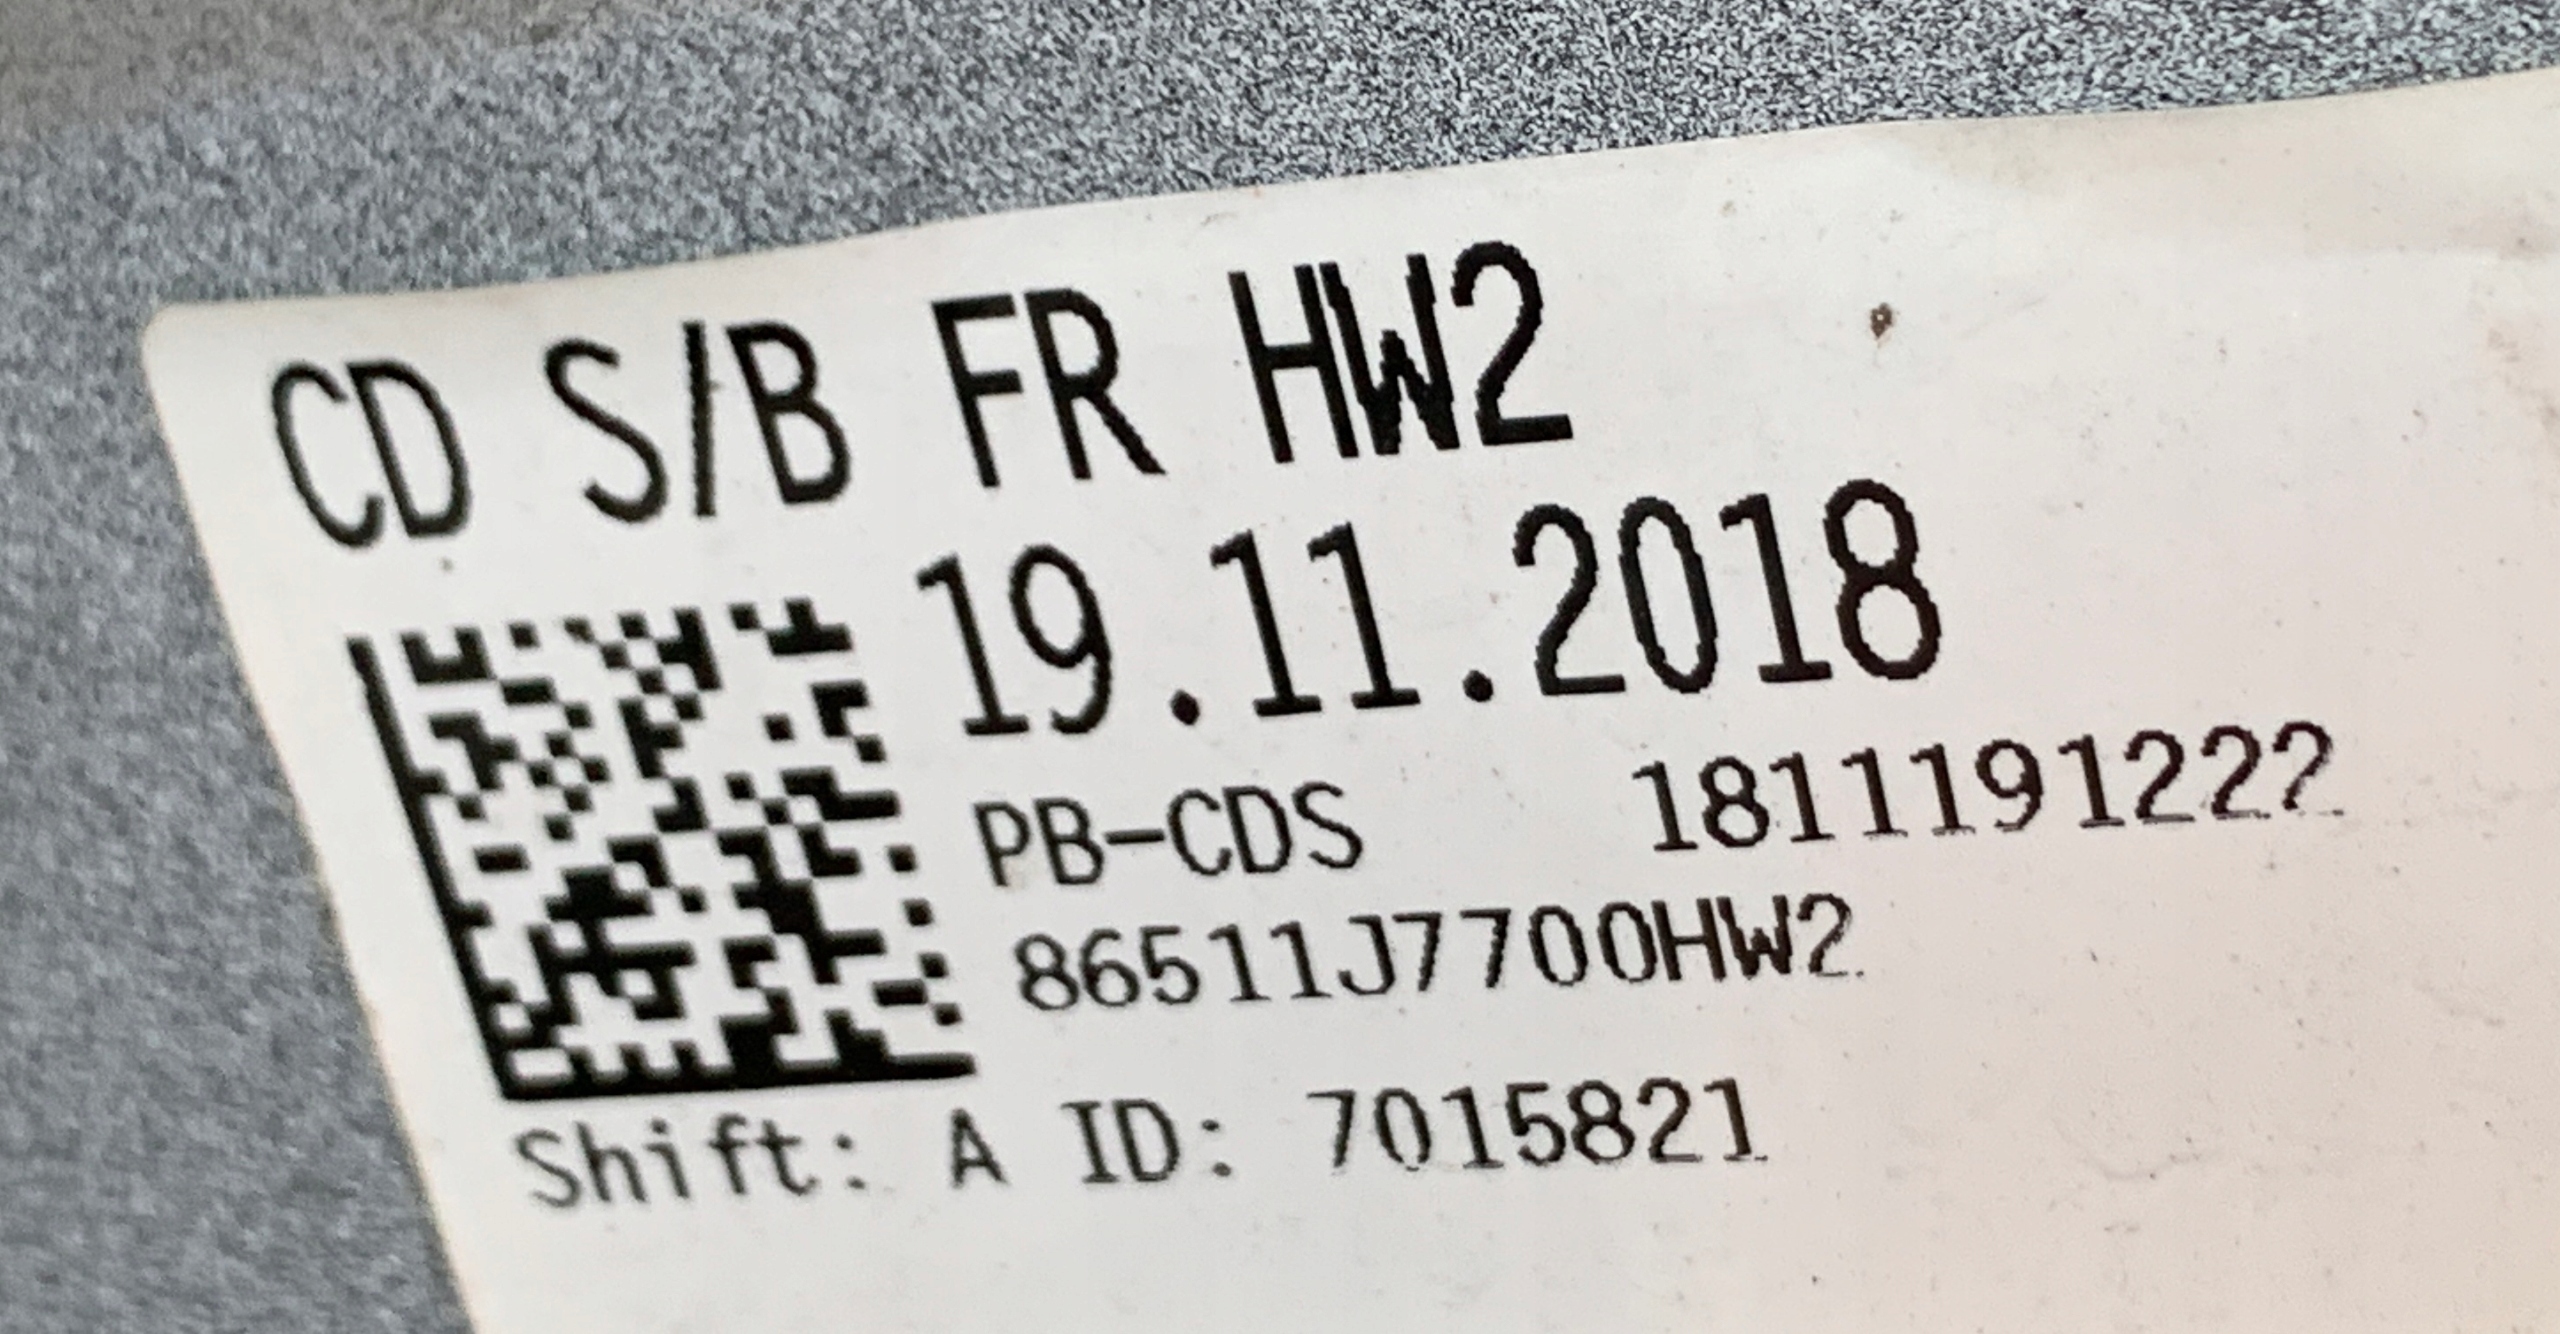 CD S/B FR HW2
19.11.2018
PB-CDS 1811191222
86511J7700HW2
Shift: A ID: 7015821